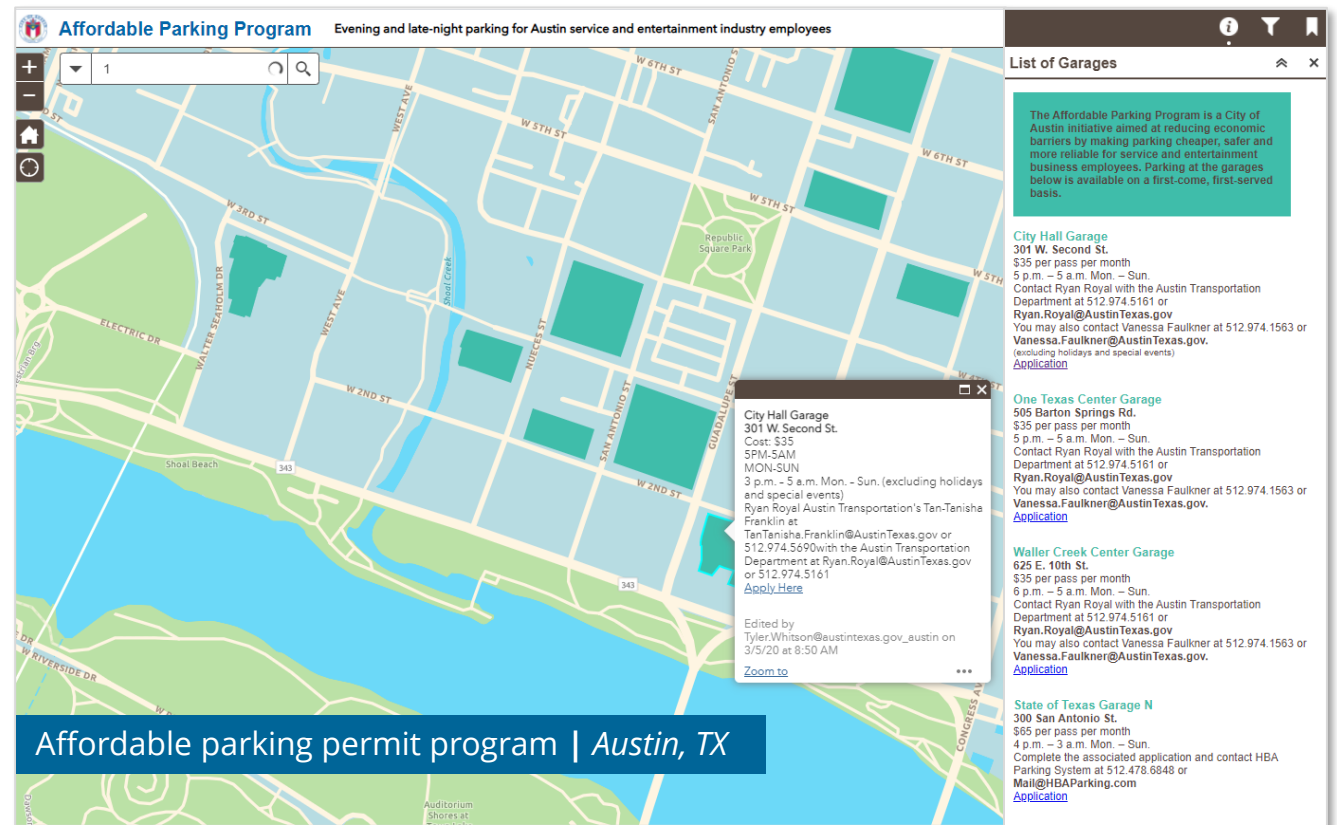 Affordable Parking Program
Evening and late-night parking for Austin service and entertainment industry employees
1
W 6TH ST
SAN ANTONIO ST
WEST AVE
W 5TH ST
W 6TH ST
W 5TH ST
W 3RD ST
Republic
Square Park
W 5TH
Shoal Creek
WALTER SEAHOLM DR
WEST AVE
ELECTRIC DR
NUECES ST
W 2ND ST
SAN ANTONIO ST
GUADALUPE ST
Shoal Beach
343
W 2ND ST
343
W RIVERSIDE DR
CONGRESS AV
Auditorium
Shores at
City Hall Garage
301 W. Second St.
Cost: $35
5PM-5AM
MON-SUN
3 p.m. - 5 a.m. Mon. - Sun. (excluding holidays
and special events)
Ryan Royal Austin Transportation's Tan-Tanisha
Franklin at
TanTanisha.Franklin@AustinTexas.gov or
512.974.5690with the Austin Transportation
Department at Ryan.Royal@AustinTexas.gov
or 512.974.5161
Apply Here
Edited by
Tyler.Whitson@austintexas.gov_austin on
3/5/20 at 8:50 AM
Zoom to
Affordable parking permit program | Austin, TX
List of Garages
The Affordable Parking Program is a City of
Austin initiative aimed at reducing economic
barriers by making parking cheaper, safer and
more reliable for service and entertainment
business employees. Parking at the garages
below is available on a first-come, first-served
basis.
City Hall Garage
301 W. Second St.
$35 per pass per month
5 p.m. – 5 a.m. Mon. – Sun.
Contact Ryan Royal with the Austin Transportation
Department at 512.974.5161 or
Ryan.Royal@AustinTexas.gov
You may also contact Vanessa Faulkner at 512.974.1563 or
Vanessa.Faulkner@AustinTexas.gov.
(excluding holidays and special events)
Application
One Texas Center Garage
505 Barton Springs Rd.
$35 per pass per month
5 p.m. – 5 a.m. Mon. – Sun.
Contact Ryan Royal with the Austin Transportation
Department at 512.974.5161 or
Ryan.Royal@AustinTexas.gov
You may also contact Vanessa Faulkner at 512.974.1563 or
Vanessa.Faulkner@AustinTexas.gov.
Application
Waller Creek Center Garage
625 E. 10th St.
$35 per pass per month
6 p.m. – 5 a.m. Mon. – Sun.
Contact Ryan Royal with the Austin Transportation
Department at 512.974.5161 or
Ryan.Royal@AustinTexas.gov
You may also contact Vanessa Faulkner at 512.974.1563 or
Vanessa.Faulkner@AustinTexas.gov.
Application
State of Texas Garage N
300 San Antonio St.
$65 per pass per month
4 p.m. – 3 a.m. Mon. – Sun.
Complete the associated application and contact HBA
Parking System at 512.478.6848 or
Mail@HBAParking.com
Application